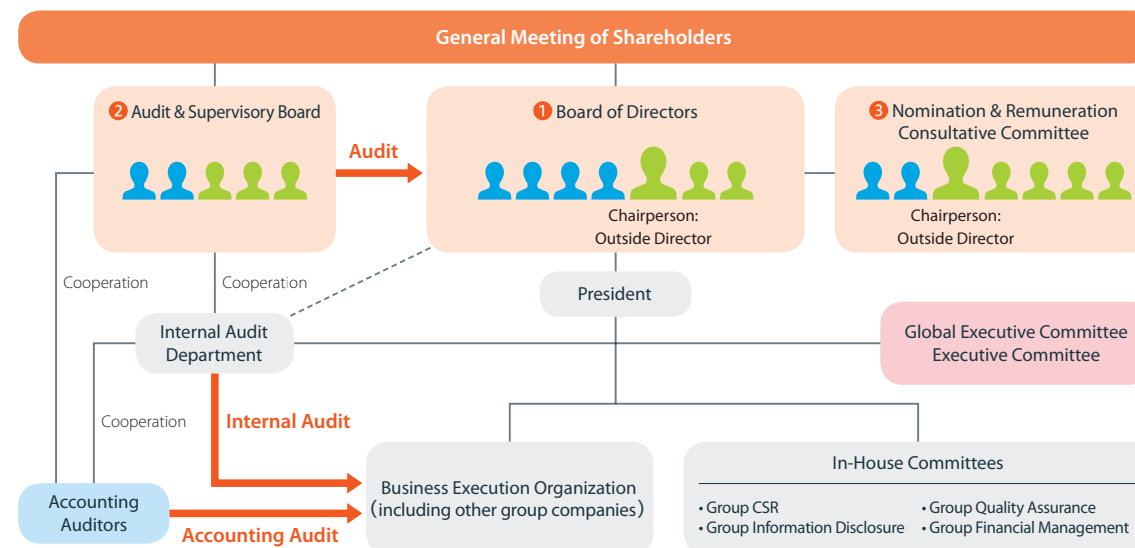 General Meeting of Shareholders
2 Audit & Supervisory Board
1 Board of Directors
3 Nomination & Remuneration
Consultative Committee
Audit
Chairperson:
Outside Director
Chairperson:
Outside Director
Cooperation
Cooperation
President
Internal Audit
Department
Global Executive Committee
Executive Committee
Cooperation
Internal Audit
Business Execution Organization
(including other group companies)
In-House Committees
• Group CSR
• Group Quality Assurance
• Group Information Disclosure
• Group Financial Management
Accounting
Auditors
Accounting Audit